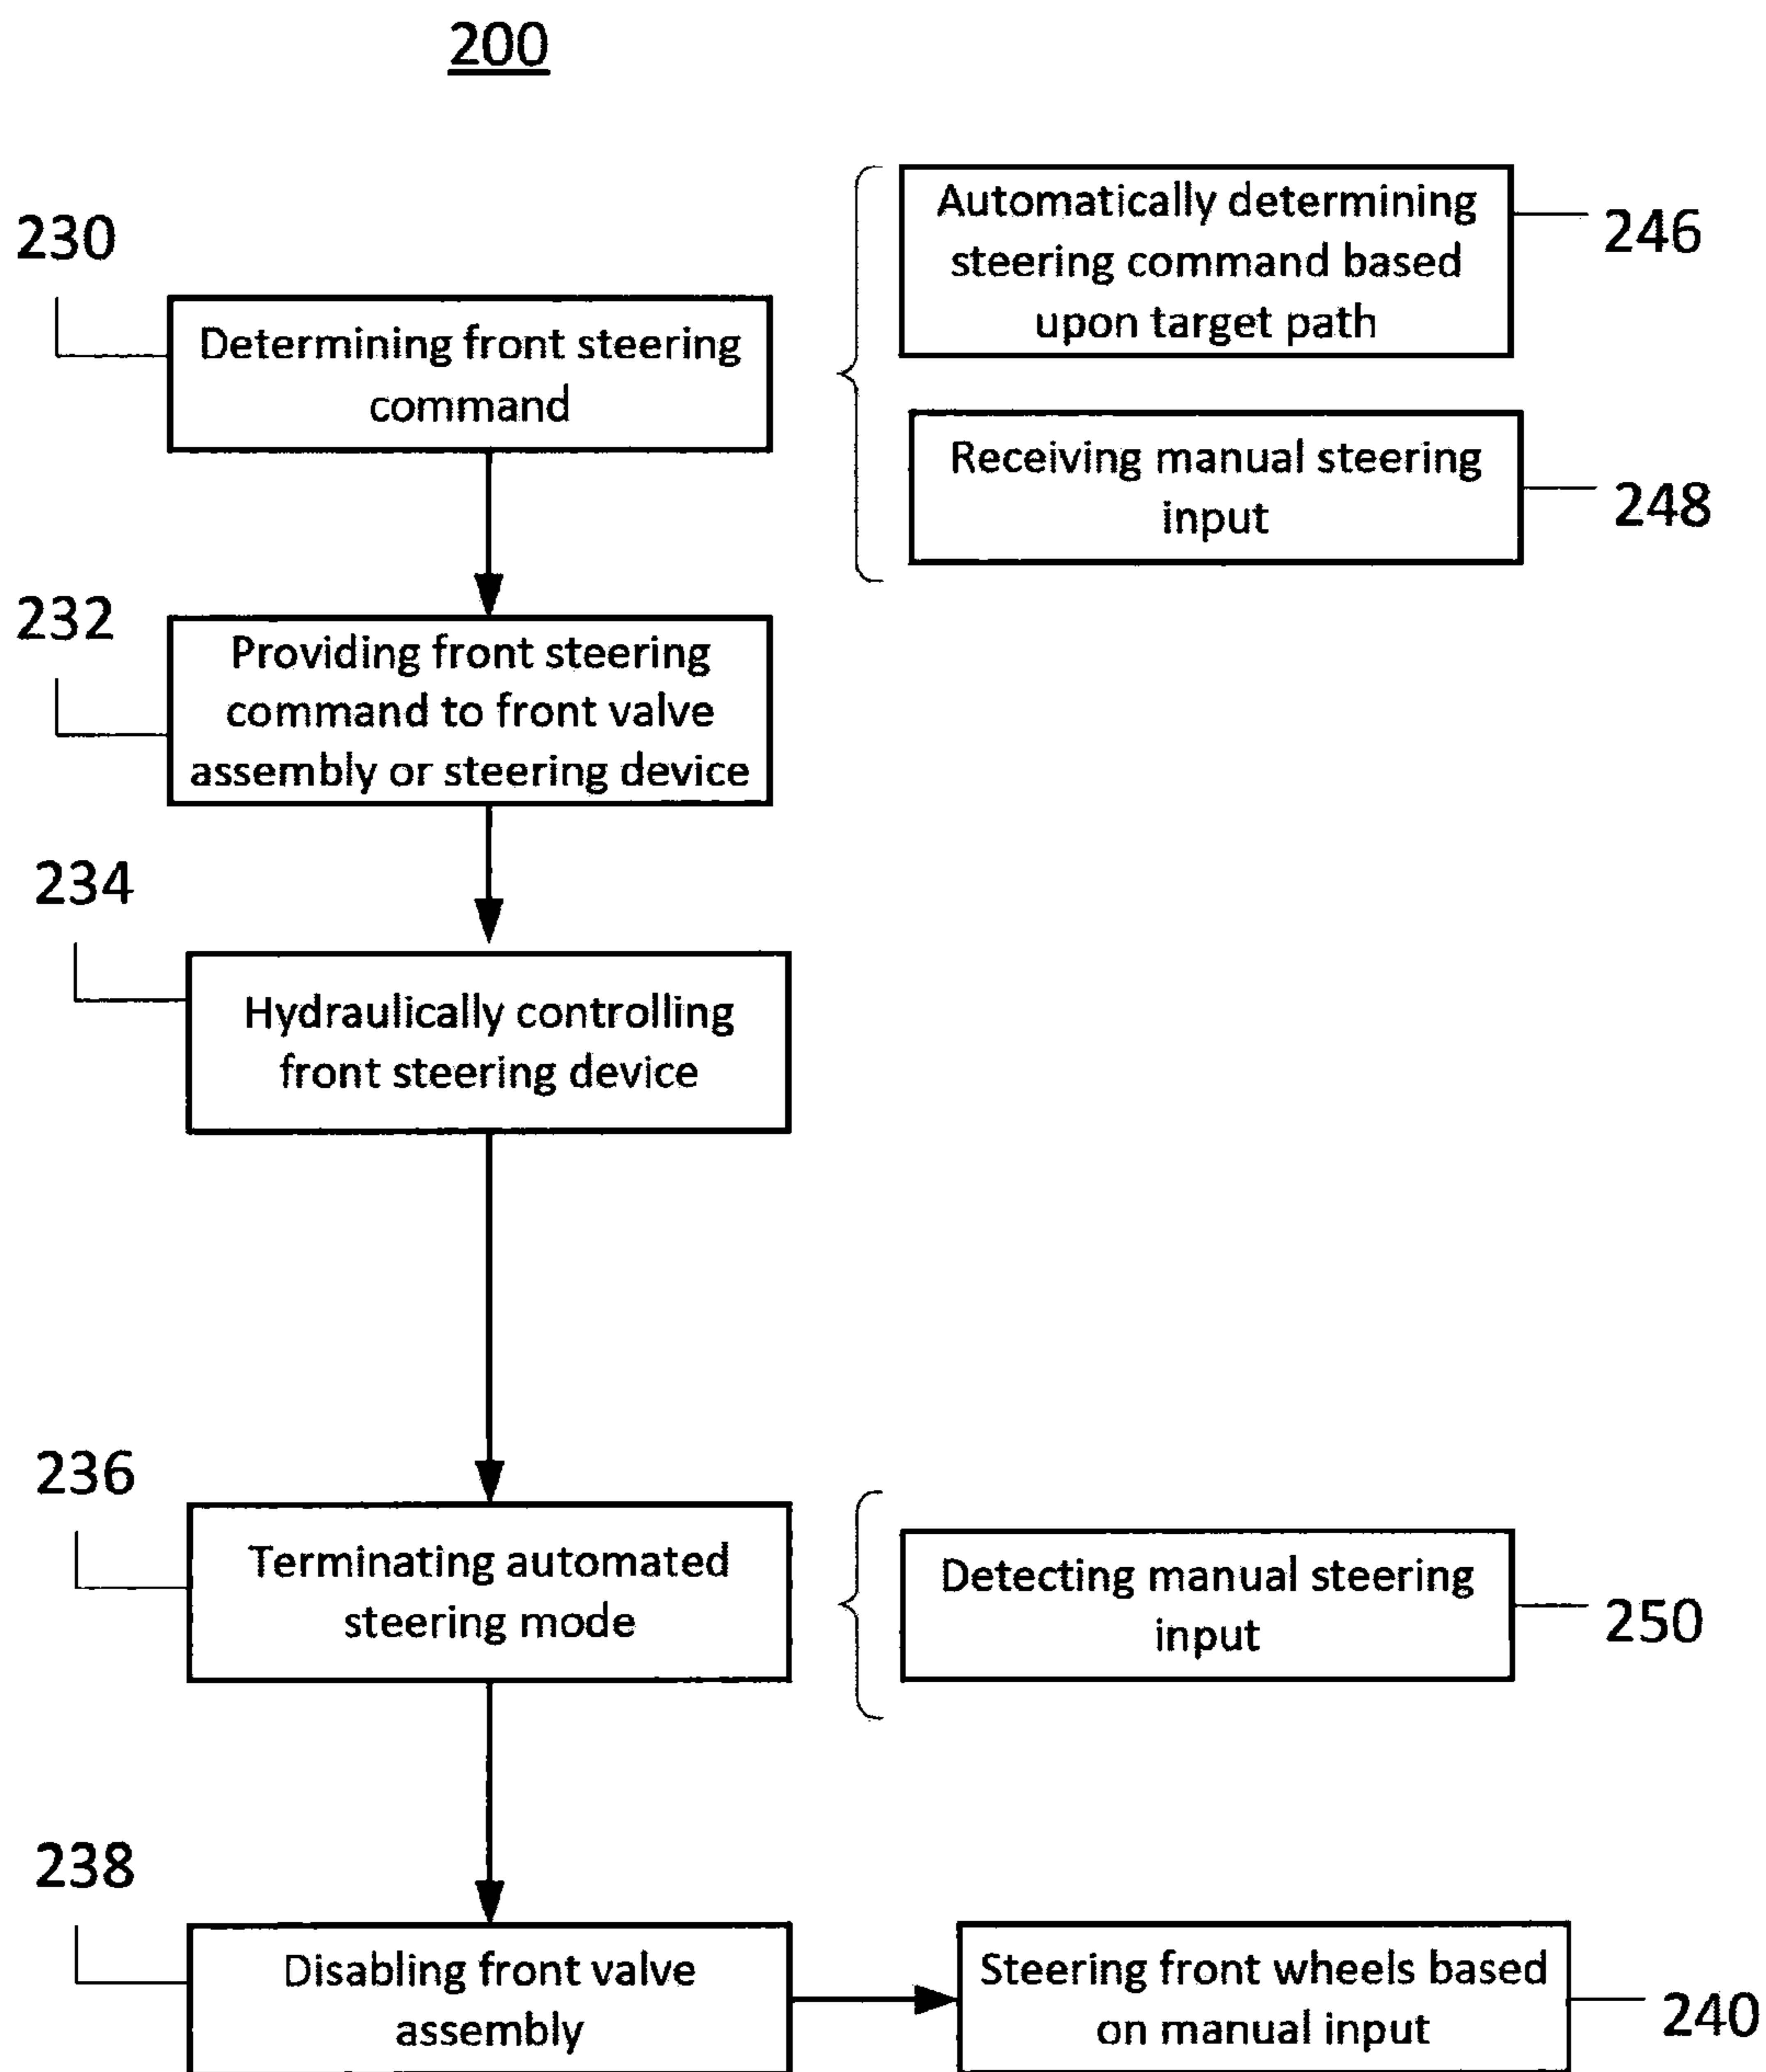 200
230
Determining front steering
command
Automatically determining
steering command based
upon target path
246
Receiving manual steering
input
248
232
Providing front steering
command to front valve
assembly or steering device
234
Hydraulically controlling
front steering device
236
Terminating automated
steering mode
Detecting manual steering
input
250
238
Disabling front valve
assembly
Steering front wheels based
on manual input
240